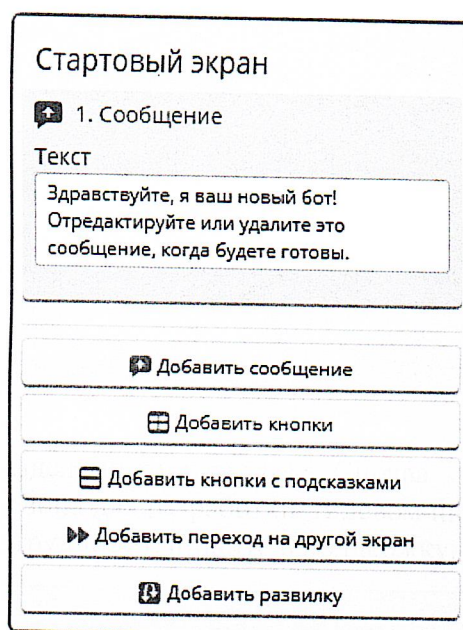 Стартовый экран
1. Сообщение
Текст
Здравствуйте, я ваш новый бот!
Отредактируйте или удалите это
сообщение, когда будете готовы.
Добавить сообщение
Добавить кнопки
Добавить кнопки с подсказками
Добавить переход на другой экран
Добавить развилку